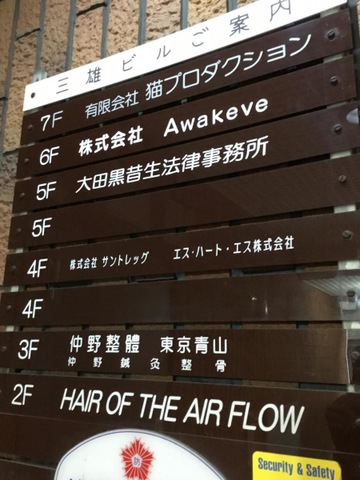 三雄ビルご案内
7F 有限会社 猫プロダクション
6F 株式会社 Awakeve
5F 大田黒昔生法律事務所
5F
4F 株式会社 サントレッグ エス・ハート・エス株式会社
4F
3F 仲野整體 東京青山
仲野鍼灸整骨
2F HAIR OF THE AIR FLOW
防
Security & Safety